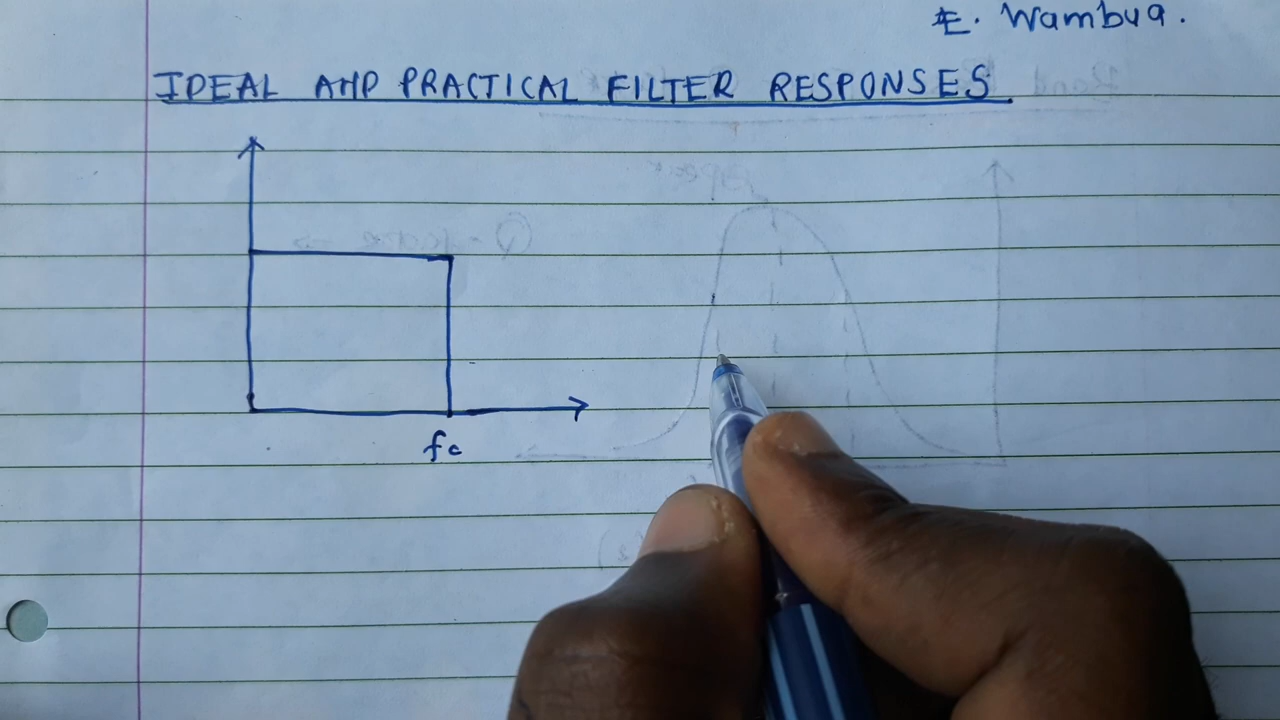 E. Wambua.
IDEAL AND PRACTICAL FILTER RESPONSES
fc